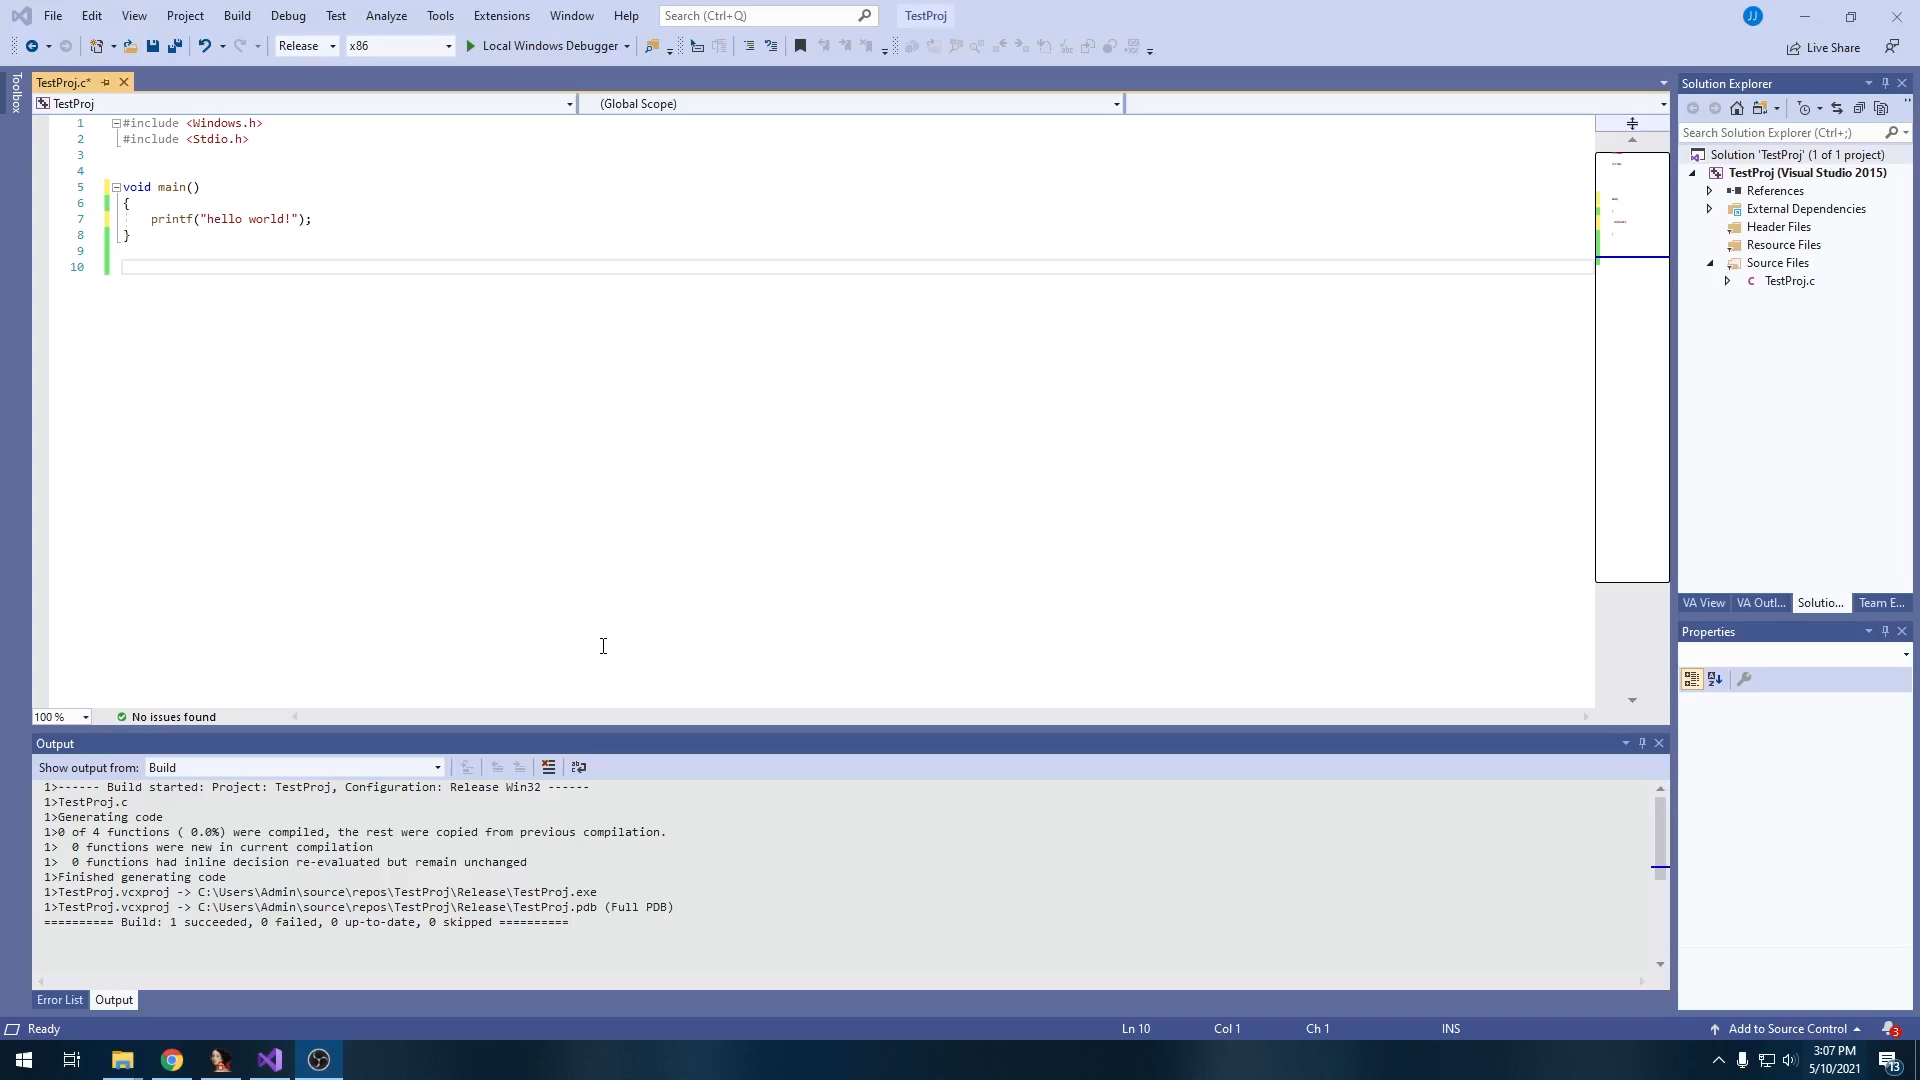 File Edit View Project Build Debug Test Analyze Tools Extensions Window Help Search (Ctrl+Q) TestProj JJ
Release x86 Local Windows Debugger Live Share
Toolbox
TestProj.c*
TestProj (Global Scope)
1 #include <Windows.h>
2 #include <Stdio.h>
3
4
5 void main()
6 {
7 printf("hello world!");
8 }
9
10
100 % No issues found
Output
Show output from: Build
1>------ Build started: Project: TestProj, Configuration: Release Win32 ------
1>TestProj.c
1>Generating code
1>0 of 4 functions ( 0.0%) were compiled, the rest were copied from previous compilation.
1>  0 functions were new in current compilation
1>  0 functions had inline decision re-evaluated but remain unchanged
1>Finished generating code
1>TestProj.vcxproj -> C:\Users\Admin\source\repos\TestProj\Release\TestProj.exe
1>TestProj.vcxproj -> C:\Users\Admin\source\repos\TestProj\Release\TestProj.pdb (Full PDB)
========== Build: 1 succeeded, 0 failed, 0 up-to-date, 0 skipped ==========
Error List Output
Solution Explorer
Search Solution Explorer (Ctrl+;)
Solution 'TestProj' (1 of 1 project)
TestProj (Visual Studio 2015)
References
External Dependencies
Header Files
Resource Files
Source Files
TestProj.c
VA View VA Outl... Solutio... Team E...
Properties
Ready Ln 10 Col 1 Ch 1 INS Add to Source Control 3
3:07 PM
5/10/2021
13